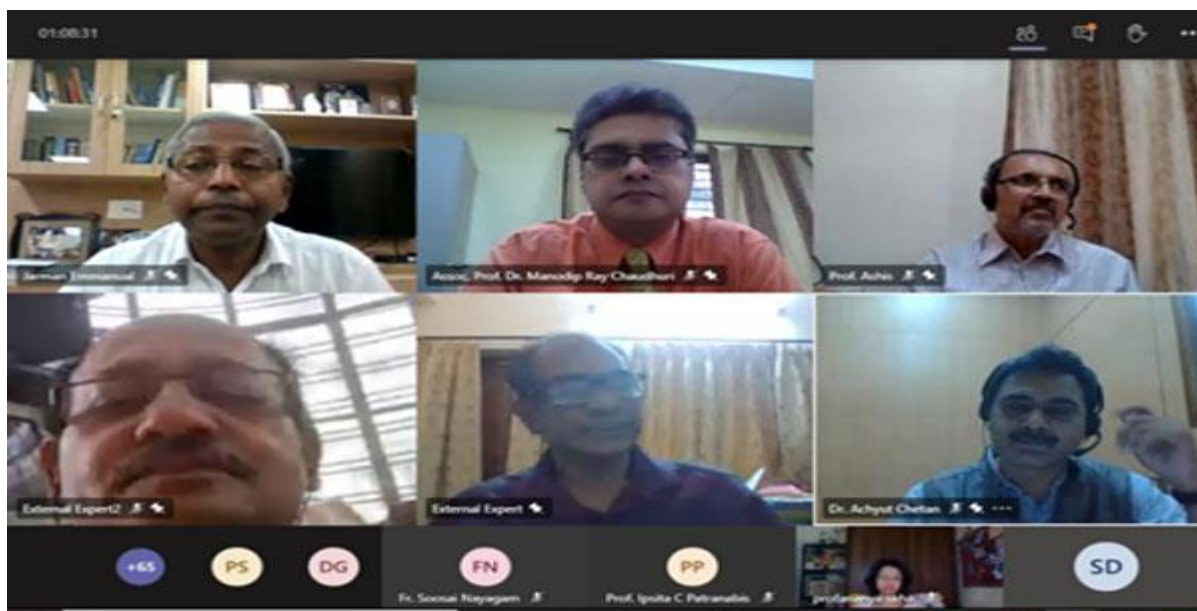 01:08:31
Jarman Emmanual
Assoc. Prof. Dr. Manodip Ray Chaudhuri
Prof. Ashis
External Expert2
External Expert
Dr. Achyut Chetan
+65
PS
DG
FN
PP
SD
Fr. Soosai Nayagam
Prof. Ipsita C Patranabis